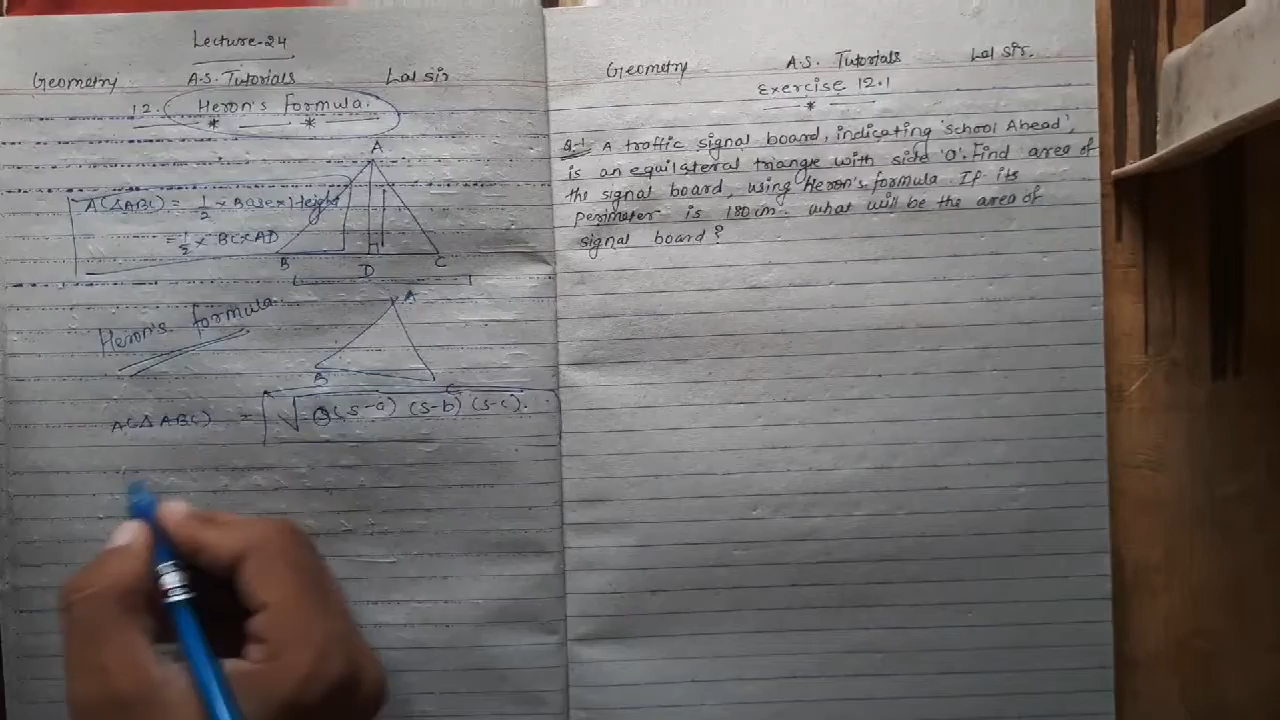 Lecture-24
Geometry A.S. Tutorials Lal sir
12. Heron's formula.
* *
A
A(△ABC) = 1/2 × Base × Height
= 1/2 × BC × AD
B D C
Heron's formula
A
B C
A(△ABC) = √s(s-a) (s-b) (s-c).
Geometry A.S. Tutorials Lal sir.
Exercise 12.1
*
Q-1. A traffic signal board, indicating 'school Ahead',
is an equilateral triangle with side 'a'. Find area of
the signal board, using Heron's formula. If its
perimeter is 180 cm. what will be the area of
signal board?